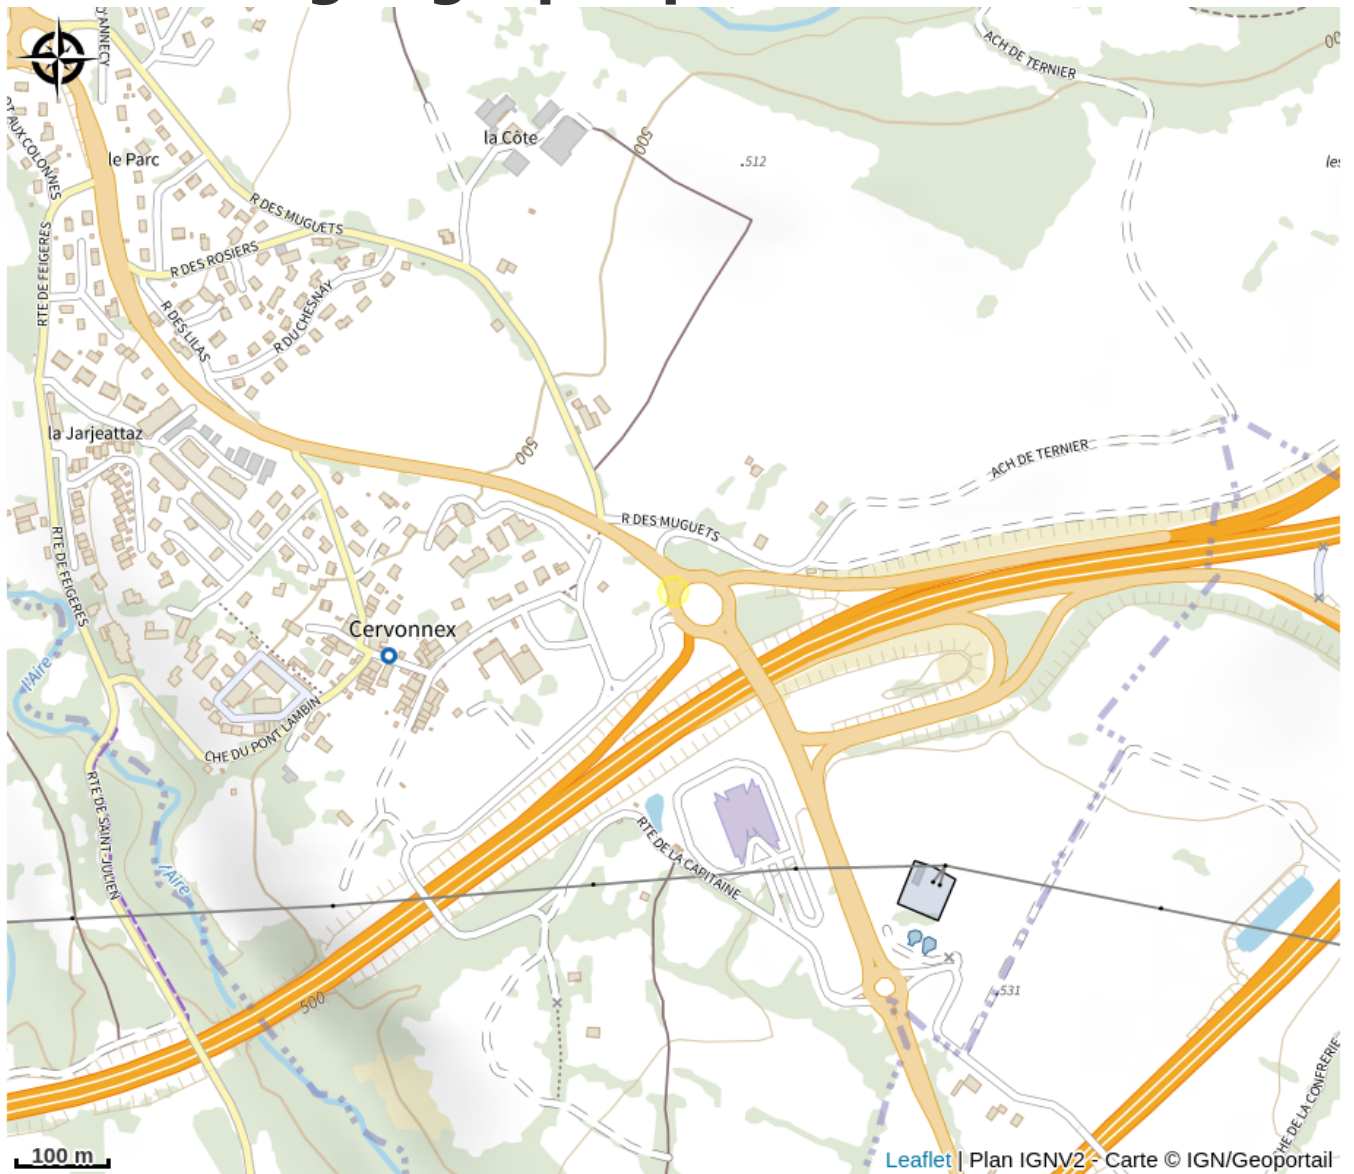 D'ANNECY
ACH DE TERNIER
RT AUX COLONNES
le Parc
la Côte
500
.512
R DES MUGUETS
RTE DE FEIGERES
R DES ROSIERS
R DES LILAS
R DU CHESNAY
la Jarjeattaz
500
ACH DE TERNIER
R DES MUGUETS
RTE DE FEIGERES
Cervonnex
l'Aire
CHE DU PONT LAMBIN
RTE DE SAINT-JULIEN
RTE DE LA CAPITAINE
l'Aire
500
.531
CHE DE LA CONFRERIE
100 m
Leaflet | Plan IGNV2 - Carte © IGN/Geoportail